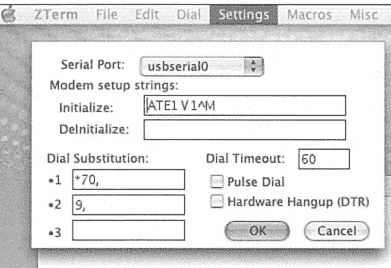 ZTerm File Edit Dial Settings Macros Misc
Serial Port: usbserial0
Modem setup strings:
Initialize: ATE1 V1^M
DeInitialize:
Dial Substitution: Dial Timeout: 60
*1 *70, Pulse Dial
*2 9, Hardware Hangup (DTR)
*3 OK Cancel